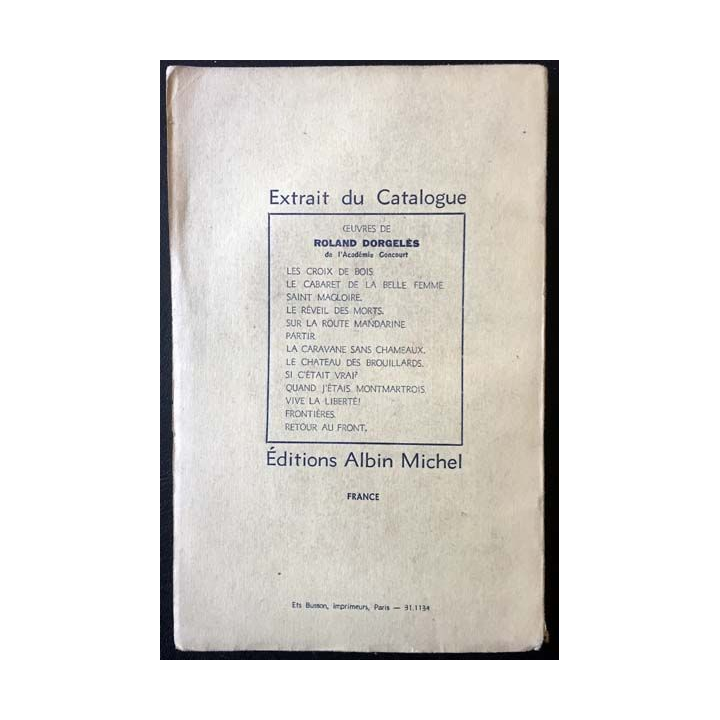 Extrait du Catalogue
ŒUVRES DE
ROLAND DORGELÈS
de l'Académie Goncourt
LES CROIX DE BOIS.
LE CABARET DE LA BELLE FEMME.
SAINT MAGLOIRE.
LE RÉVEIL DES MORTS.
SUR LA ROUTE MANDARINE.
PARTIR.
LA CARAVANE SANS CHAMEAUX.
LE CHATEAU DES BROUILLARDS.
SI C'ÉTAIT VRAI?
QUAND J'ÉTAIS MONTMARTROIS.
VIVE LA LIBERTÉ!
FRONTIÈRES.
RETOUR AU FRONT.
Éditions Albin Michel
FRANCE
Ets Busson, imprimeurs, Paris — 31.1134